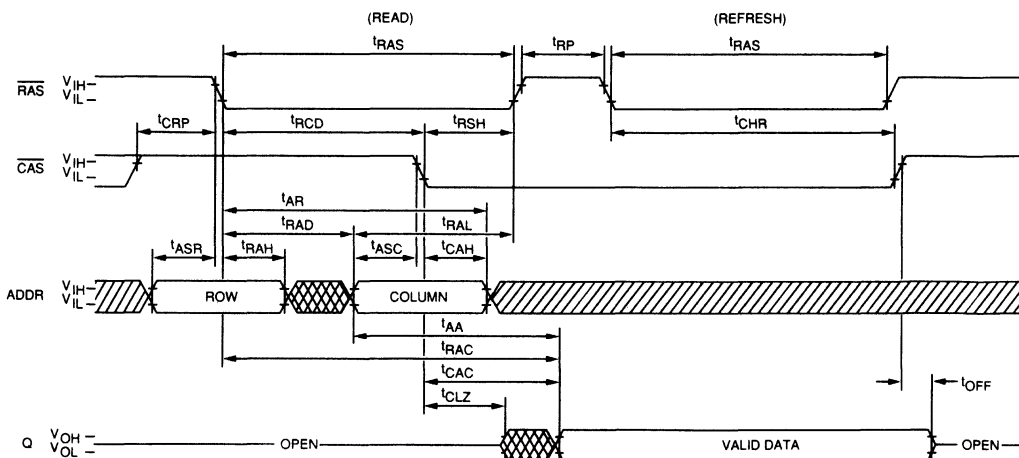 (READ) (REFRESH)
tRAS tRP tRAS
RAS VIH
VIL
tCRP tRCD tRSH tCHR
CAS VIH
VIL
tAR
tRAD tRAL
tASR tRAH tASC tCAH
ADDR VIH
VIL
ROW COLUMN
tAA
tRAC
tCAC
tCLZ tOFF
Q VOH
VOL
OPEN VALID DATA OPEN